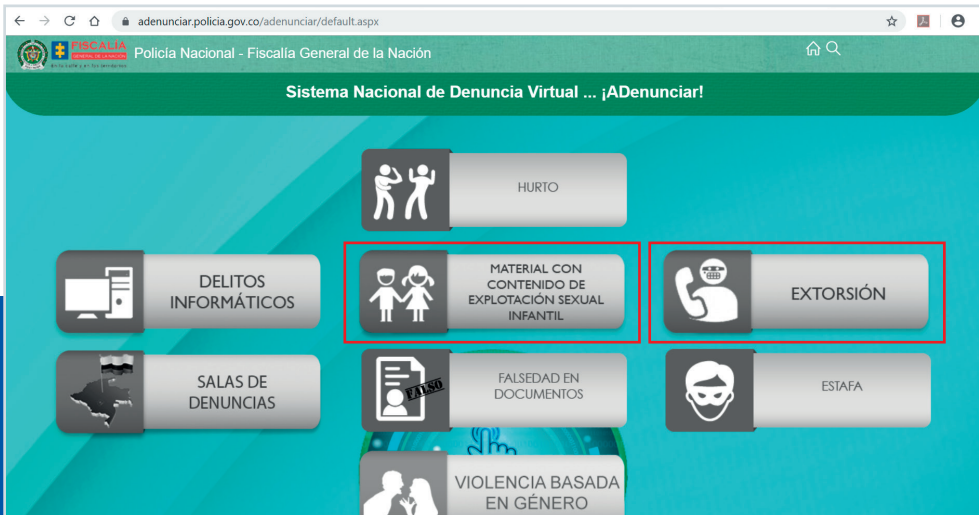 adenunciar.policia.gov.co/adenunciar/default.aspx
FISCALÍA
Policía Nacional - Fiscalía General de la Nación
Sistema Nacional de Denuncia Virtual ... ¡ADenunciar!
HURTO
DELITOS
INFORMÁTICOS
MATERIAL CON
CONTENIDO DE
EXPLOTACIÓN SEXUAL
INFANTIL
EXTORSIÓN
SALAS DE
DENUNCIAS
FALSO
FALSEDAD EN
DOCUMENTOS
ESTAFA
VIOLENCIA BASADA
EN GÉNERO